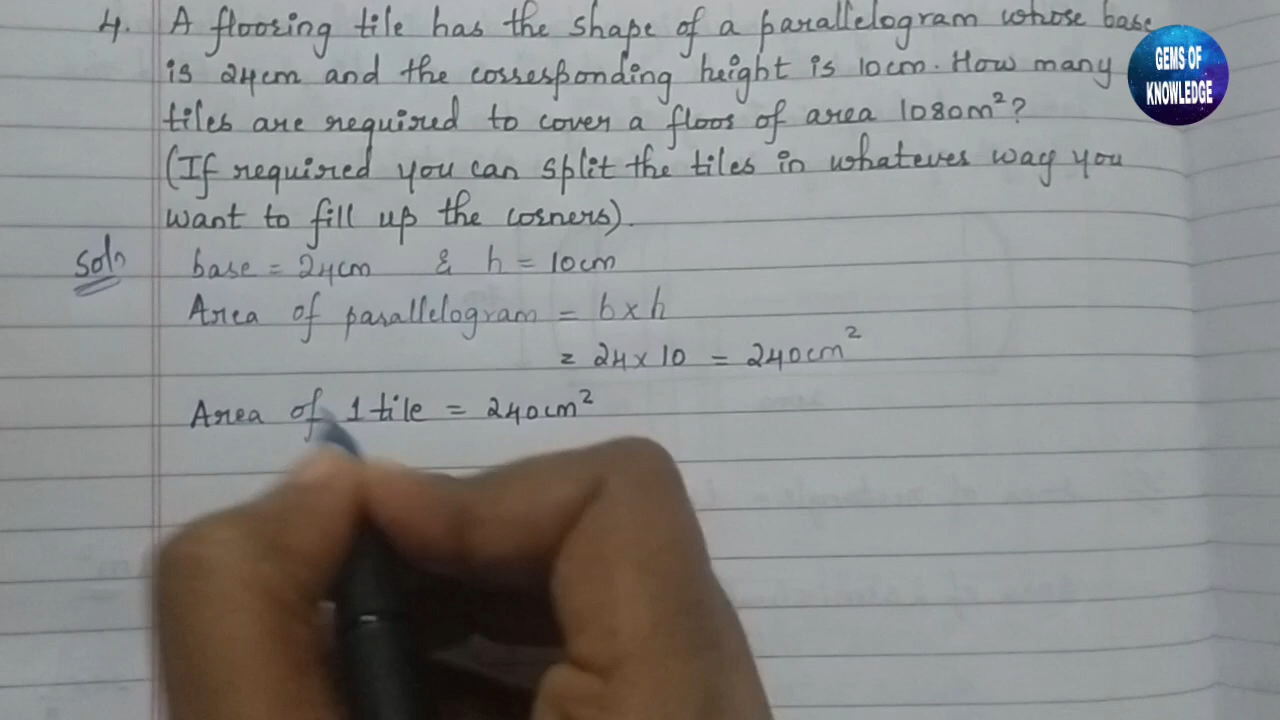 4. A flooring tile has the shape of a parallelogram whose base
is 24cm and the corresponding height is 10cm. How many
tiles are required to cover a floor of area 1080m²?
(If required you can split the tiles in whatever way you
want to fill up the corners).
Soln base = 24cm & h = 10cm
Area of parallelogram = b x h
= 24 x 10 = 240cm²
Area of 1 tile = 240cm²
GEMS OF
KNOWLEDGE